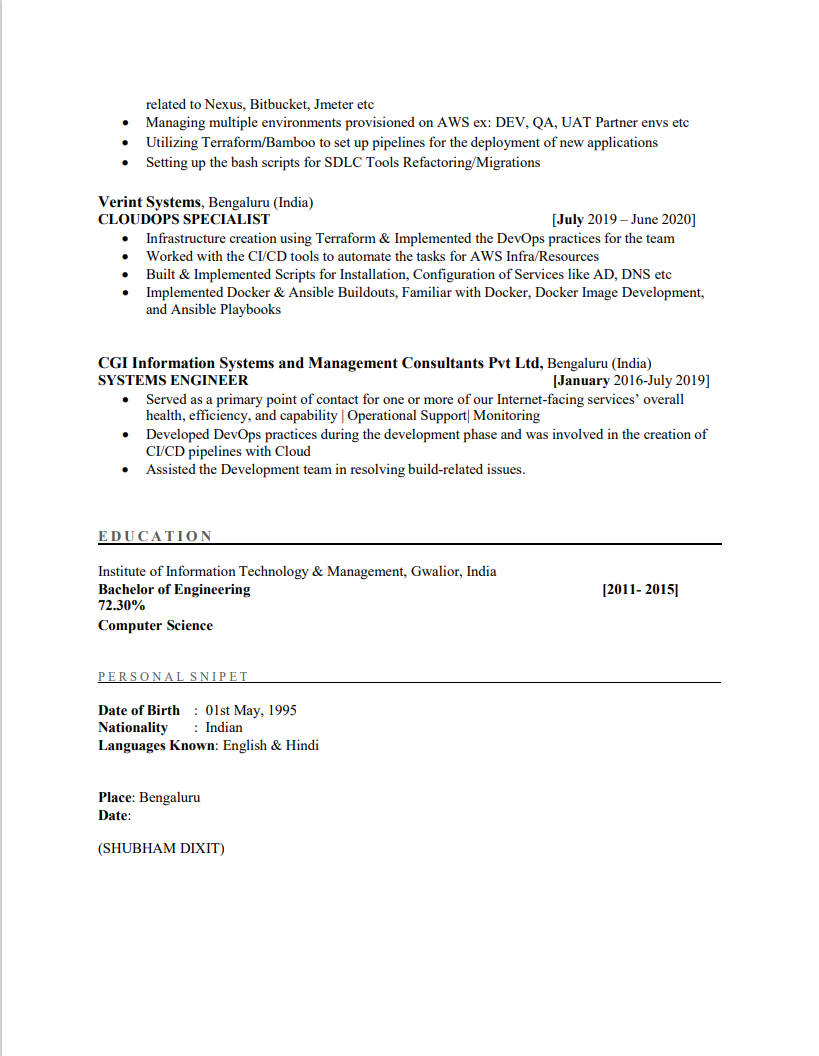 related to Nexus, Bitbucket, Jmeter etc
• Managing multiple environments provisioned on AWS ex: DEV, QA, UAT Partner envs etc
• Utilizing Terraform/Bamboo to set up pipelines for the deployment of new applications
• Setting up the bash scripts for SDLC Tools Refactoring/Migrations
Verint Systems, Bengaluru (India)
CLOUDOPS SPECIALIST [July 2019 – June 2020]
• Infrastructure creation using Terraform & Implemented the DevOps practices for the team
• Worked with the CI/CD tools to automate the tasks for AWS Infra/Resources
• Built & Implemented Scripts for Installation, Configuration of Services like AD, DNS etc
• Implemented Docker & Ansible Buildouts, Familiar with Docker, Docker Image Development,
and Ansible Playbooks
CGI Information Systems and Management Consultants Pvt Ltd, Bengaluru (India)
SYSTEMS ENGINEER [January 2016-July 2019]
• Served as a primary point of contact for one or more of our Internet-facing services’ overall
health, efficiency, and capability | Operational Support| Monitoring
• Developed DevOps practices during the development phase and was involved in the creation of
CI/CD pipelines with Cloud
• Assisted the Development team in resolving build-related issues.
EDUCATION
Institute of Information Technology & Management, Gwalior, India
Bachelor of Engineering [2011- 2015]
72.30%
Computer Science
PERSONAL SNIPET
Date of Birth : 01st May, 1995
Nationality : Indian
Languages Known: English & Hindi
Place: Bengaluru
Date:
(SHUBHAM DIXIT)